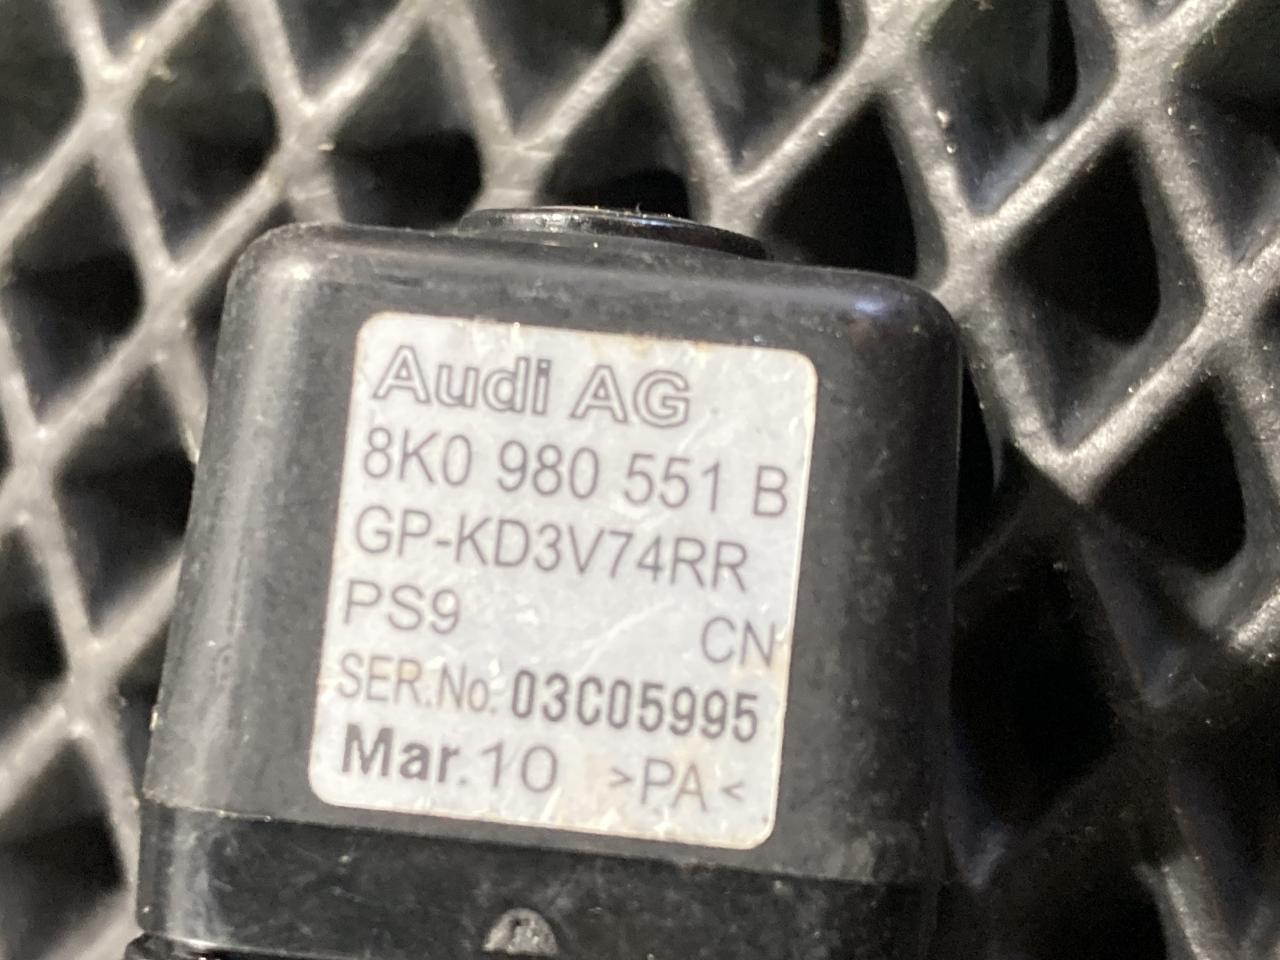 Audi AG
8K0 980 551 B
GP-KD3V74RR
PS9 CN
SER.No. 03C05995
Mar.10 >PA<